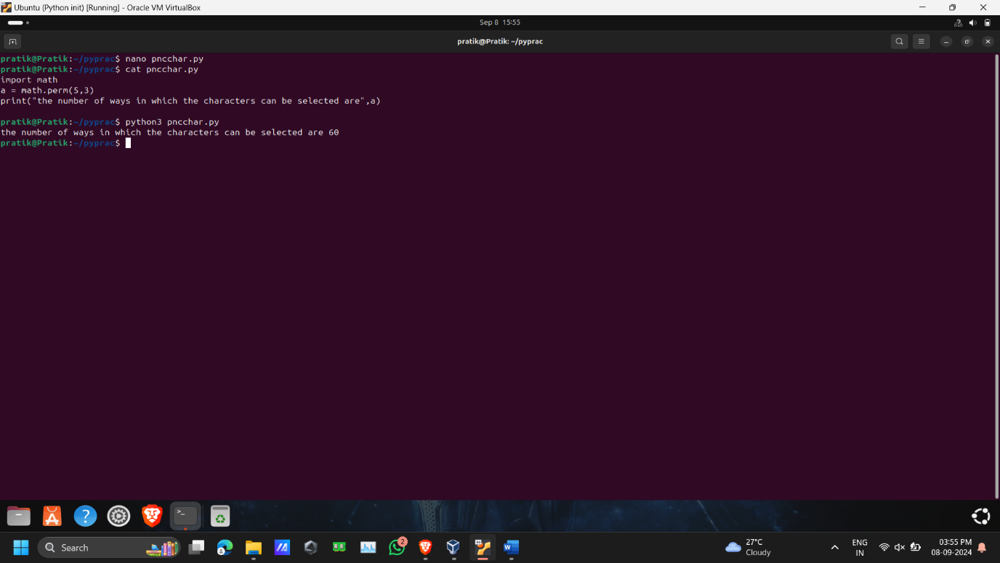 Ubuntu (Python init) [Running] - Oracle VM VirtualBox
Sep 8 15:55
pratik@Pratik: ~/pyprac
pratik@Pratik:~/pyprac$ nano pncchar.py
pratik@Pratik:~/pyprac$ cat pncchar.py
import math
a = math.perm(5,3)
print("the number of ways in which the characters can be selected are",a)
pratik@Pratik:~/pyprac$ python3 pncchar.py
the number of ways in which the characters can be selected are 60
pratik@Pratik:~/pyprac$
Search
2
27°C
Cloudy
ENG
IN
03:55 PM
08-09-2024